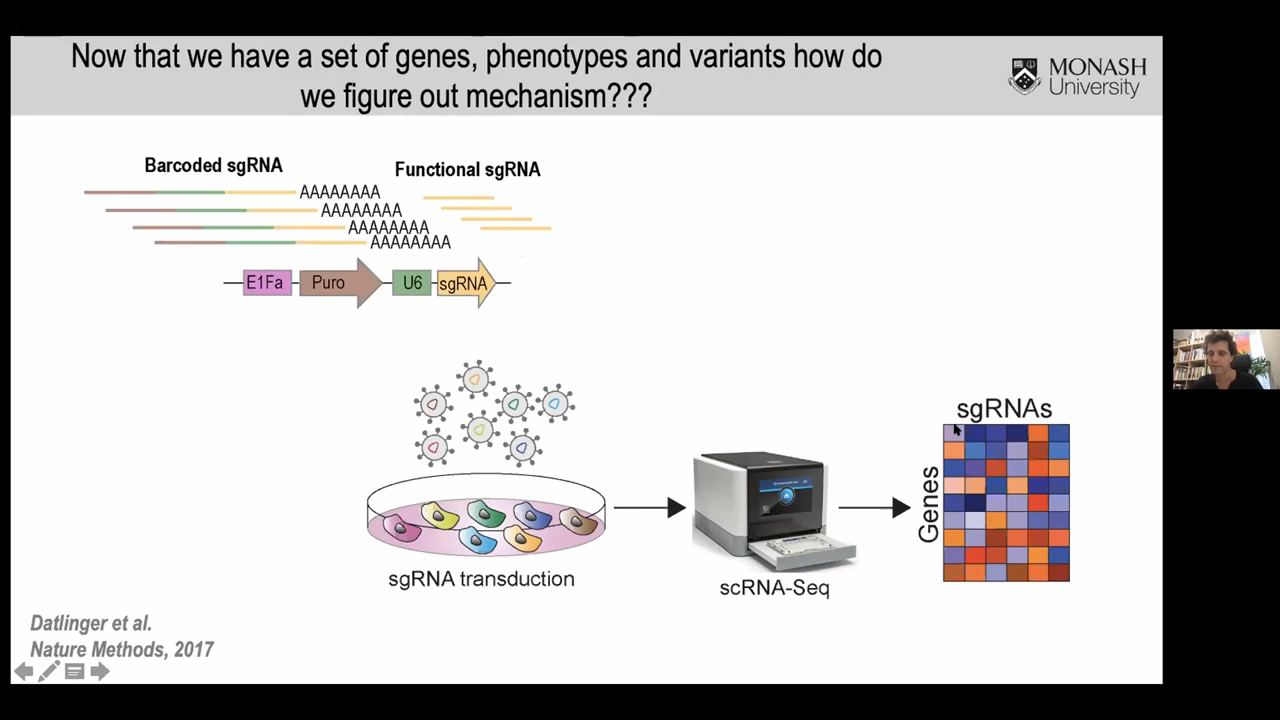 Now that we have a set of genes, phenotypes and variants how do
we figure out mechanism???
MONASH
University
Barcoded sgRNA
Functional sgRNA
AAAAAAAA
AAAAAAAA
AAAAAAAA
AAAAAAAA
E1Fa
Puro
U6
sgRNA
sgRNAs
Genes
sgRNA transduction
scRNA-Seq
Datlinger et al.
Nature Methods, 2017